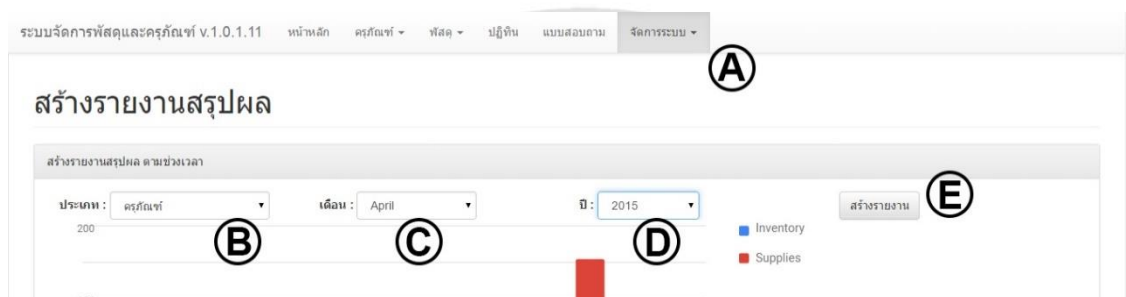 ระบบจัดการพัสดุและครุภัณฑ์ v.1.0.1.11 หน้าหลัก ครุภัณฑ์ พัสดุ ปฏิทิน แบบสอบถาม จัดการระบบ
A
สร้างรายงานสรุปผล
สร้างรายงานสรุปผล ตามช่วงเวลา
ประเภท : ครุภัณฑ์ เดือน : April ปี : 2015 สร้างรายงาน E
B C D
200 Inventory
Supplies